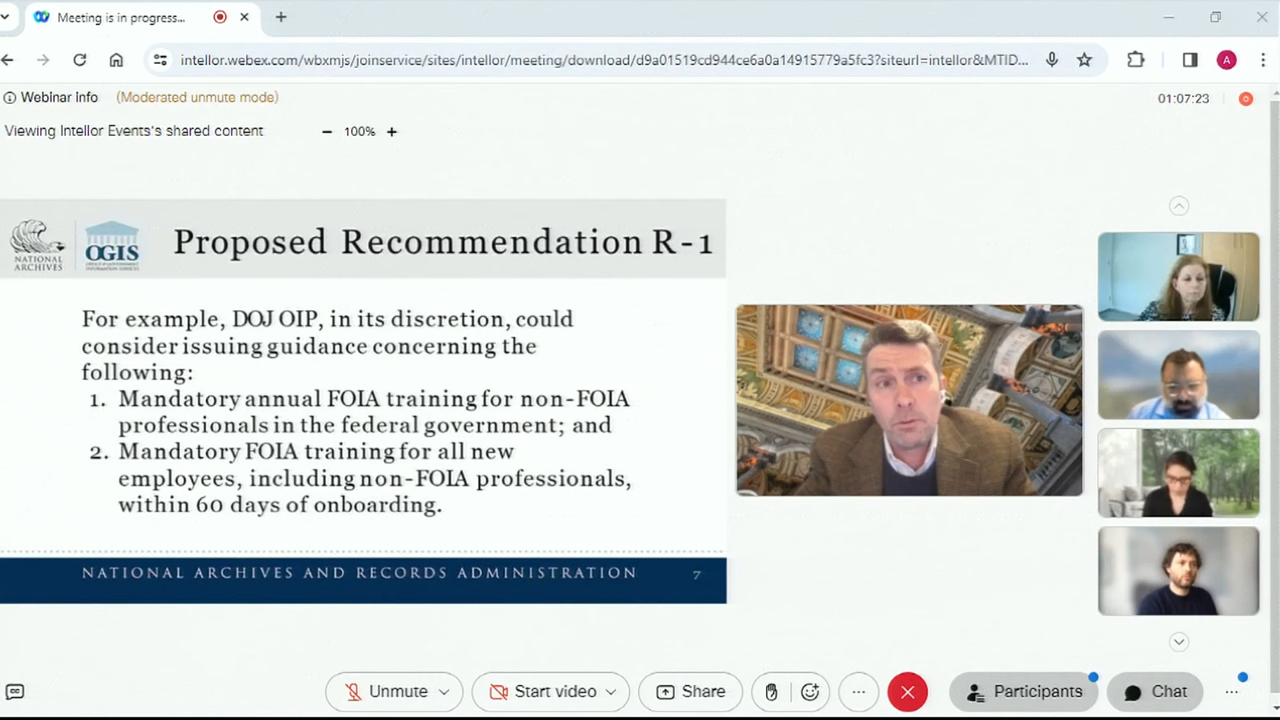 Meeting is in progress...
intellor.webex.com/wbxmjs/joinservice/sites/intellor/meeting/download/d9a01519cd944ce6a0a14915779a5fc3?siteurl=intellor&MTID...
A
Webinar Info (Moderated unmute mode)
01:07:23
Viewing Intellor Events's shared content
100%
NATIONAL
ARCHIVES
OGIS
Proposed Recommendation R-1
For example, DOJ OIP, in its discretion, could
consider issuing guidance concerning the
following:
1. Mandatory annual FOIA training for non-FOIA
professionals in the federal government; and
2. Mandatory FOIA training for all new
employees, including non-FOIA professionals,
within 60 days of onboarding.
NATIONAL ARCHIVES AND RECORDS ADMINISTRATION
7
Unmute
Start video
Share
Participants
Chat